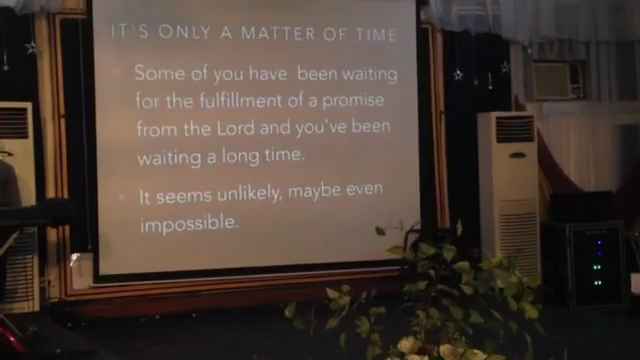 IT'S ONLY A MATTER OF TIME
Some of you have been waiting
for the fulfillment of a promise
from the Lord and you've been
waiting a long time.
It seems unlikely, maybe even
impossible.